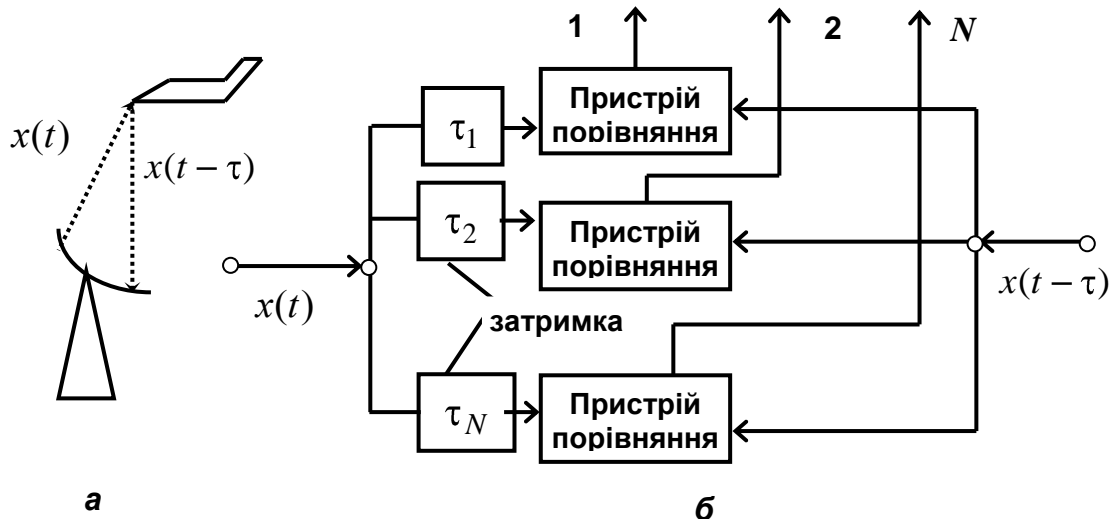 1
2
N
Пристрій
порівняння
τ1
x(t)
x(t − τ)
τ2
Пристрій
порівняння
x(t)
x(t − τ)
затримка
τN
Пристрій
порівняння
а
б